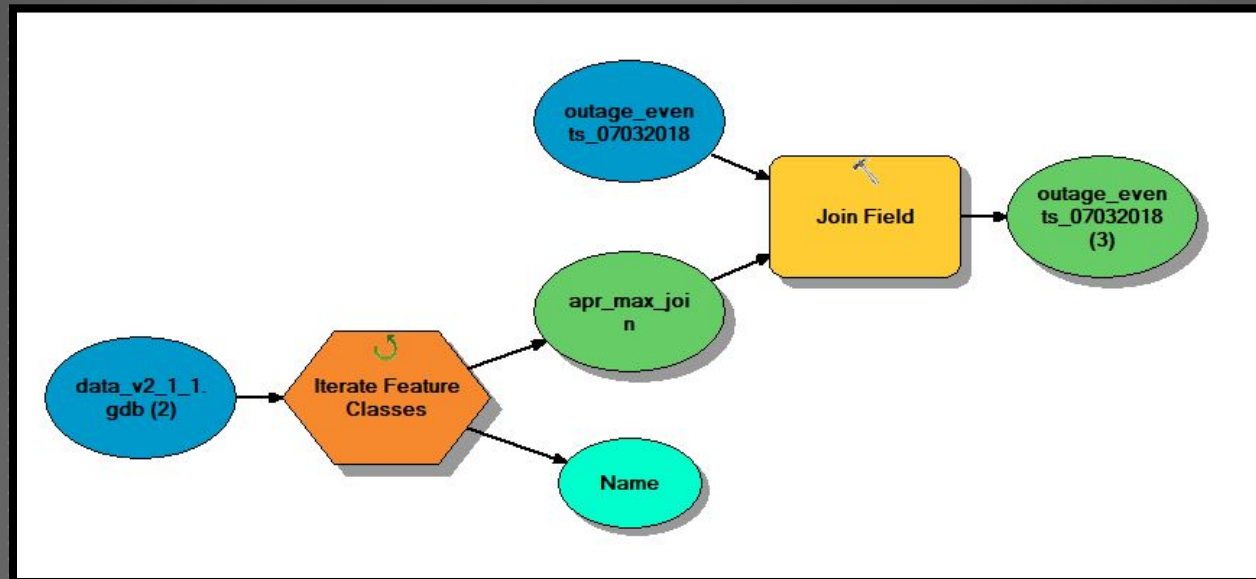 outage_even
ts_07032018
Join Field
outage_even
ts_07032018
(3)
apr_max_joi
n
data_v2_1_1.
gdb (2)
Iterate Feature
Classes
Name